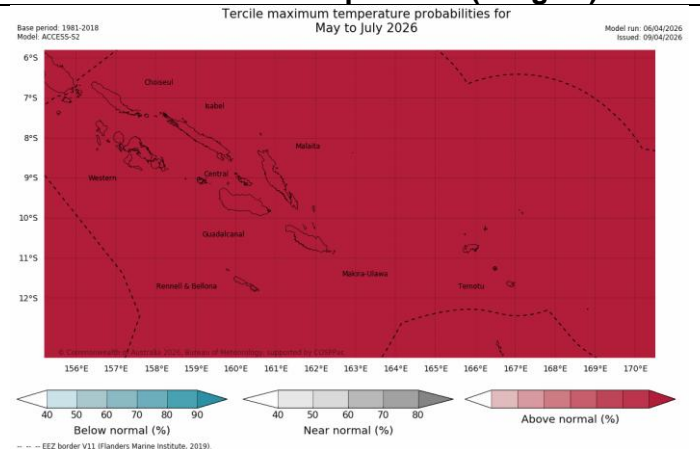 Tercile maximum temperature probabilities for
May to July 2026
Base period: 1981-2018
Model: ACCESS-S2
Model run: 06/04/2026
Issued: 09/04/2026
6°S
7°S
8°S
9°S
10°S
11°S
12°S
Choiseul
Isabel
Malaita
Western
Central
Guadalcanal
Makira-Ulawa
Rennell & Bellona
Temotu
© Commonwealth of Australia 2026, Bureau of Meteorology, supported by COSPPac
156°E 157°E 158°E 159°E 160°E 161°E 162°E 163°E 164°E 165°E 166°E 167°E 168°E 169°E 170°E
40 50 60 70 80 90
Below normal (%)
40 50 60 70 80
Near normal (%)
Above normal (%)
--- EEZ border V11 (Flanders Marine Institute, 2019).